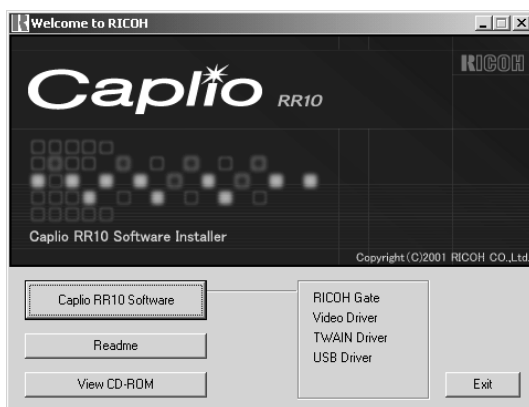 Welcome to RICOH
RICOH
Caplio RR10
Caplio RR10 Software Installer
Copyright (C)2001 RICOH CO.,Ltd.
Caplio RR10 Software
Readme
View CD-ROM
RICOH Gate
Video Driver
TWAIN Driver
USB Driver
Exit